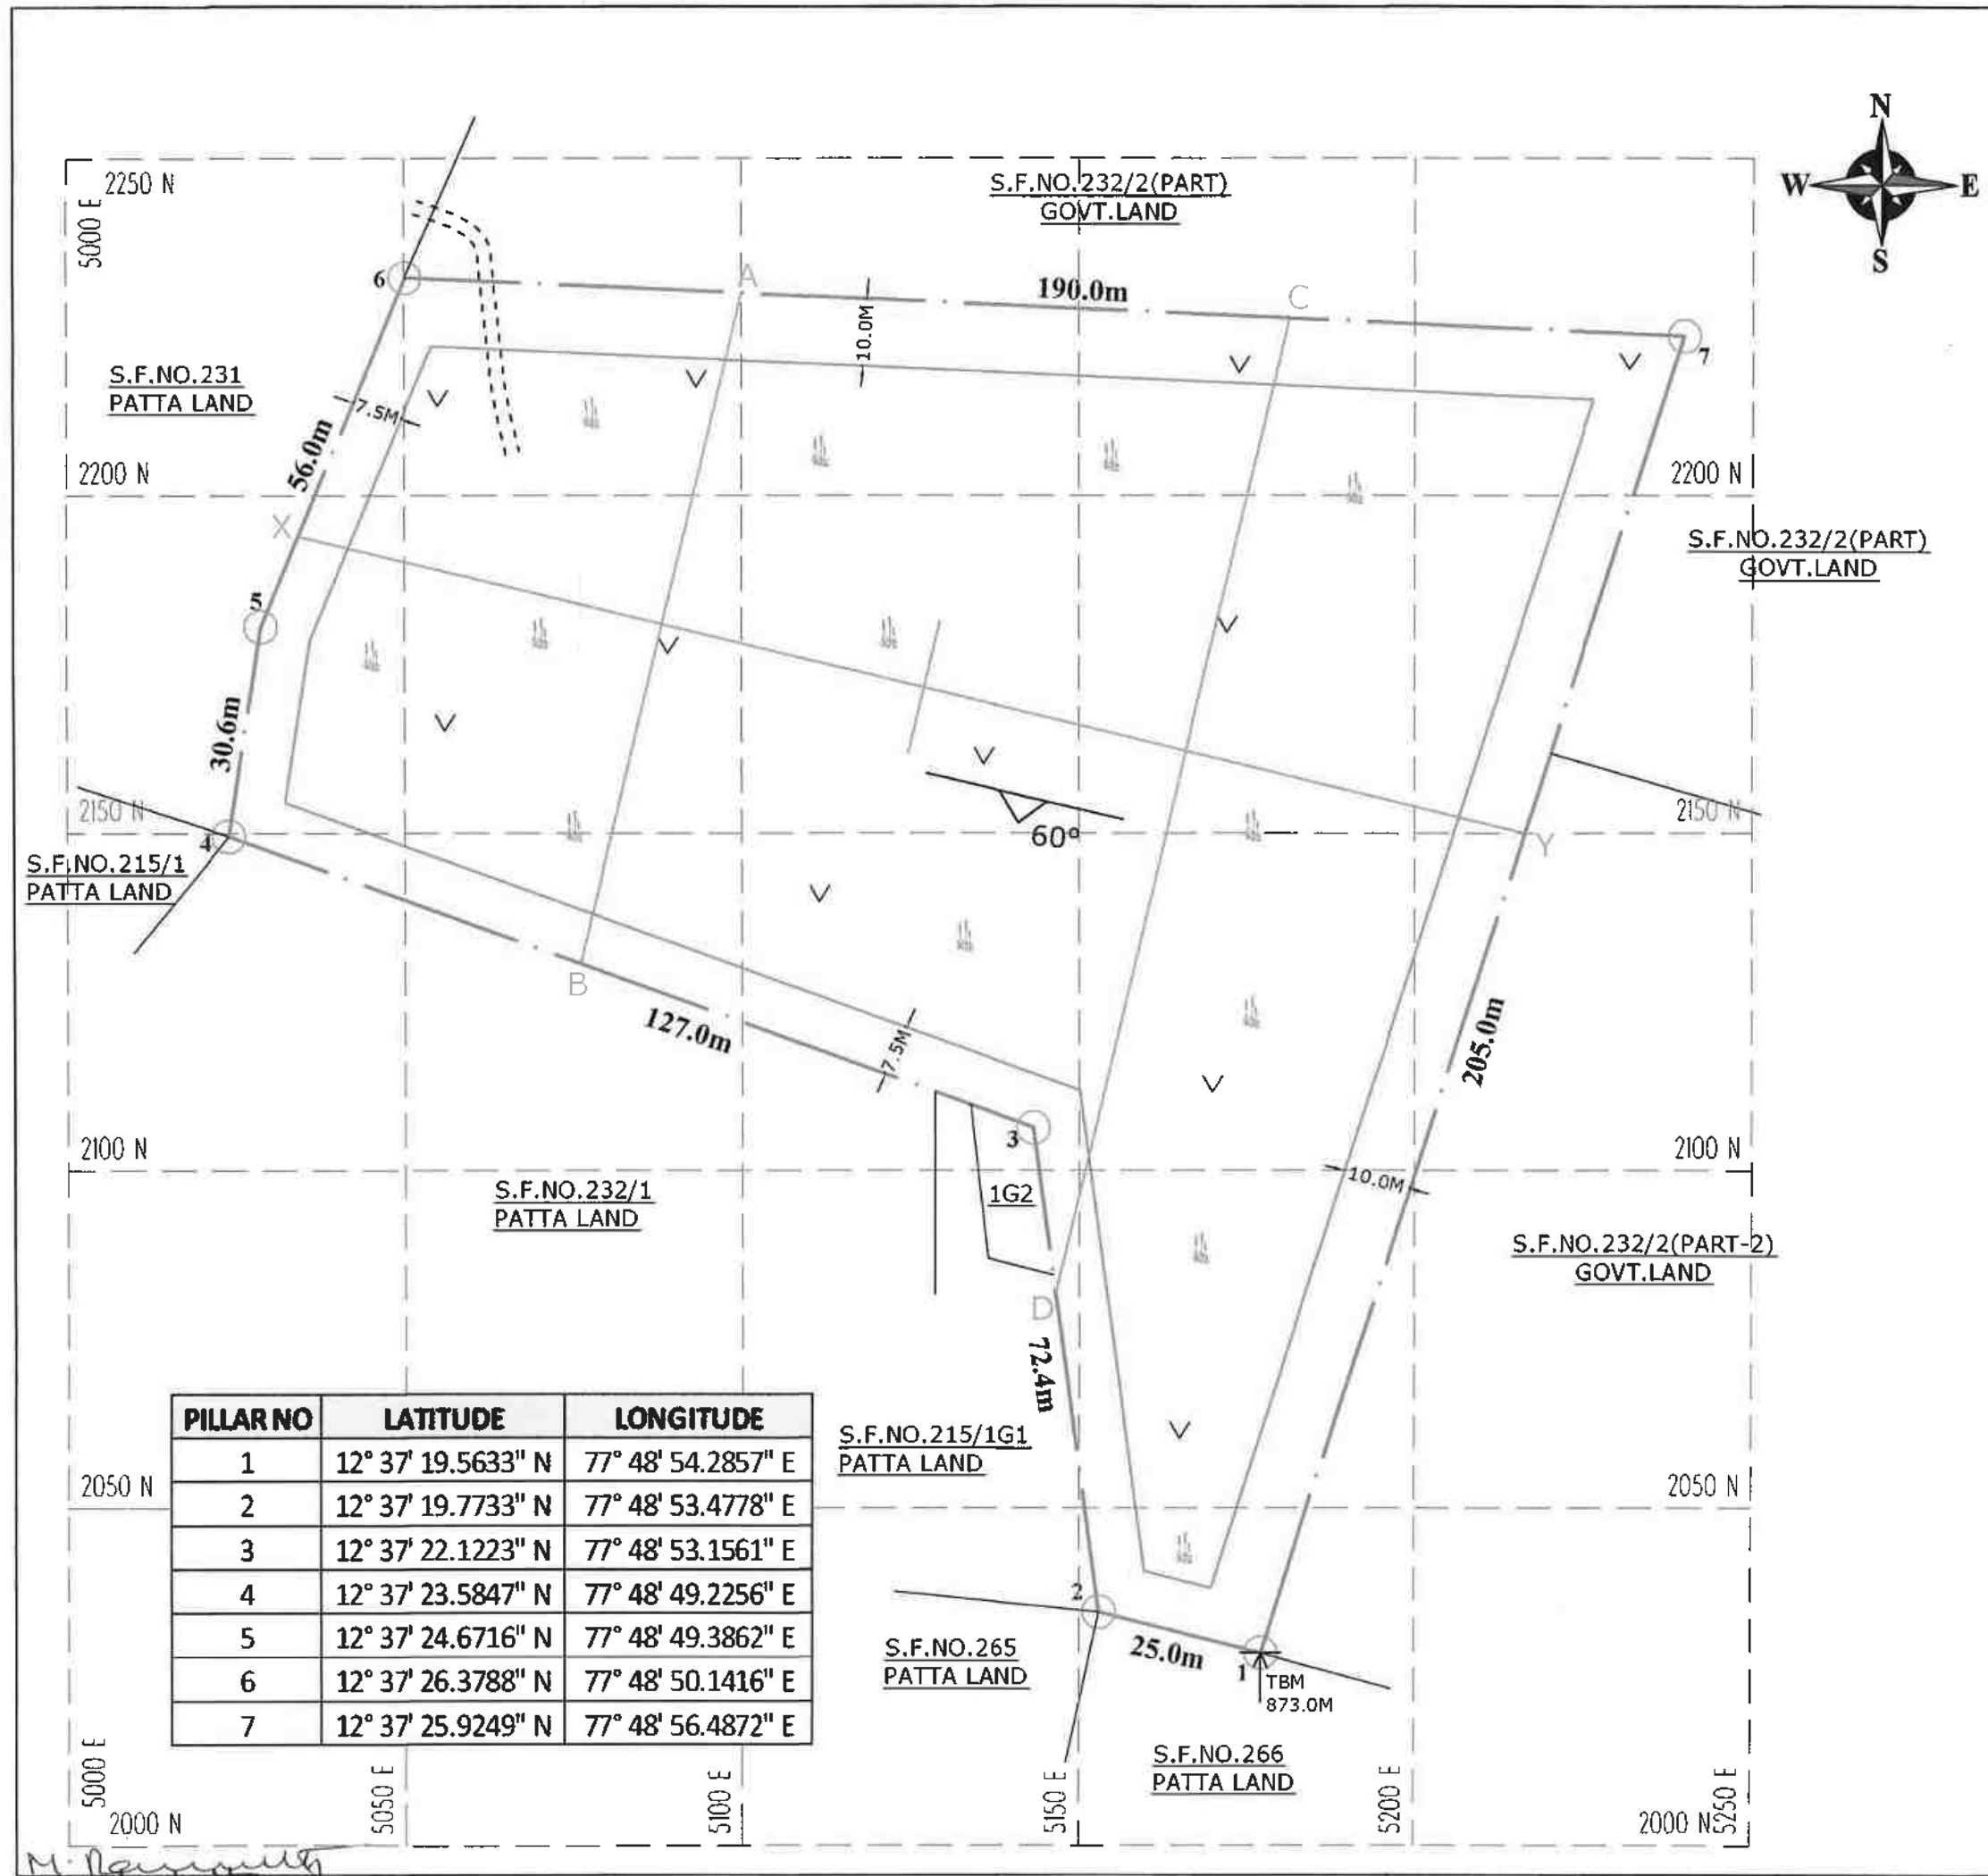 N
W E
S
2250 N
5000 E
S.F.NO.232/2(PART)
GOVT.LAND
6
A
190.0m
C
10.0M
7
S.F.NO.231
PATTA LAND
7.5M
56.0m
2200 N
2200 N
X
S.F.NO.232/2(PART)
GOVT.LAND
5
30.6m
2150 N
2150 N
60°
Y
4
S.F.NO.215/1
PATTA LAND
B
127.0m
7.5M
205.0m
3
2100 N
2100 N
10.0M
S.F.NO.232/1
PATTA LAND
1G2
S.F.NO.232/2(PART-2)
GOVT.LAND
D
72.4m
PILLAR NO LATITUDE LONGITUDE
1 12° 37' 19.5633" N 77° 48' 54.2857" E
2 12° 37' 19.7733" N 77° 48' 53.4778" E
3 12° 37' 22.1223" N 77° 48' 53.1561" E
4 12° 37' 23.5847" N 77° 48' 49.2256" E
5 12° 37' 24.6716" N 77° 48' 49.3862" E
6 12° 37' 26.3788" N 77° 48' 50.1416" E
7 12° 37' 25.9249" N 77° 48' 56.4872" E
S.F.NO.215/1G1
PATTA LAND
2050 N
2050 N
2
25.0m
1
TBM
873.0M
S.F.NO.265
PATTA LAND
S.F.NO.266
PATTA LAND
5000 E
5050 E
5100 E
5150 E
5200 E
5250 E
2000 N
2000 N